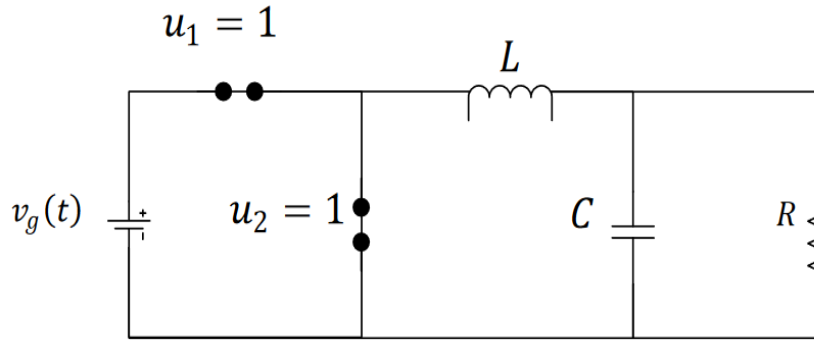 u₁ = 1
L
v_g(t)
+
-
u₂ = 1
C
R